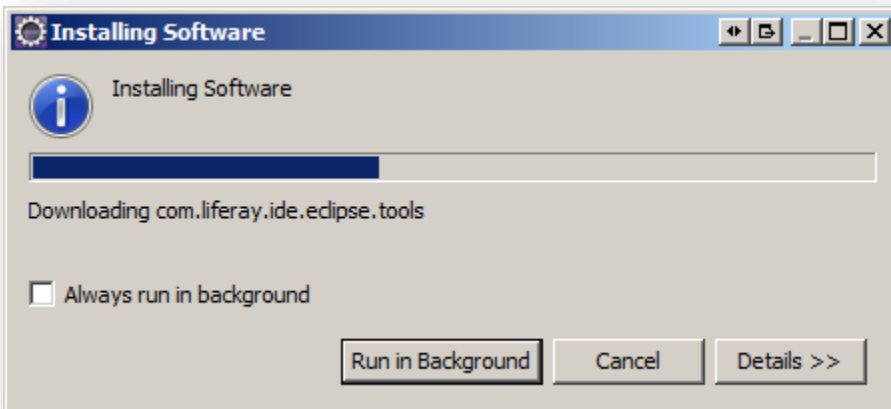 Installing Software
Installing Software
Downloading com.liferay.ide.eclipse.tools
Always run in background
Run in Background Cancel Details >>